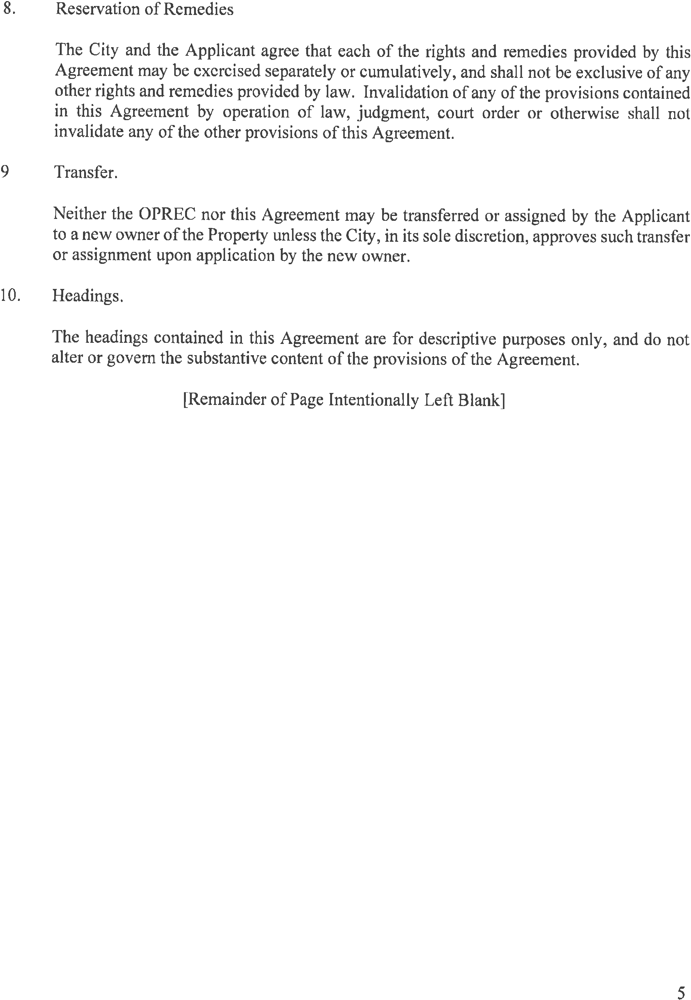 8. Reservation of Remedies
The City and the Applicant agree that each of the rights and remedies provided by this
Agreement may be exercised separately or cumulatively, and shall not be exclusive of any
other rights and remedies provided by law. Invalidation of any of the provisions contained
in this Agreement by operation of law, judgment, court order or otherwise shall not
invalidate any of the other provisions of this Agreement.
9 Transfer.
Neither the OPREC nor this Agreement may be transferred or assigned by the Applicant
to a new owner of the Property unless the City, in its sole discretion, approves such transfer
or assignment upon application by the new owner.
10. Headings.
The headings contained in this Agreement are for descriptive purposes only, and do not
alter or govern the substantive content of the provisions of the Agreement.
[Remainder of Page Intentionally Left Blank]
5